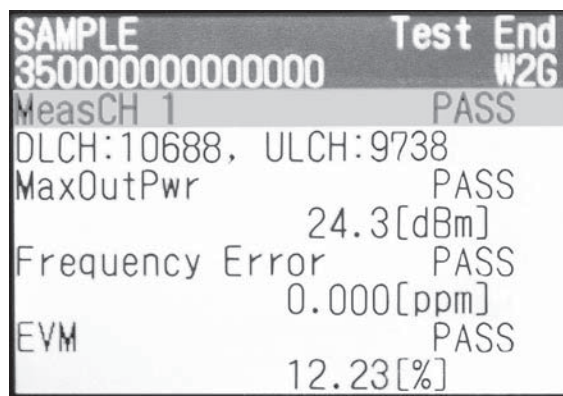 SAMPLE Test End
350000000000000 W2G
MeasCH 1 PASS
DLCH:10688, ULCH:9738
MaxOutPwr PASS
24.3[dBm]
Frequency Error PASS
0.000[ppm]
EVM PASS
12.23[%]